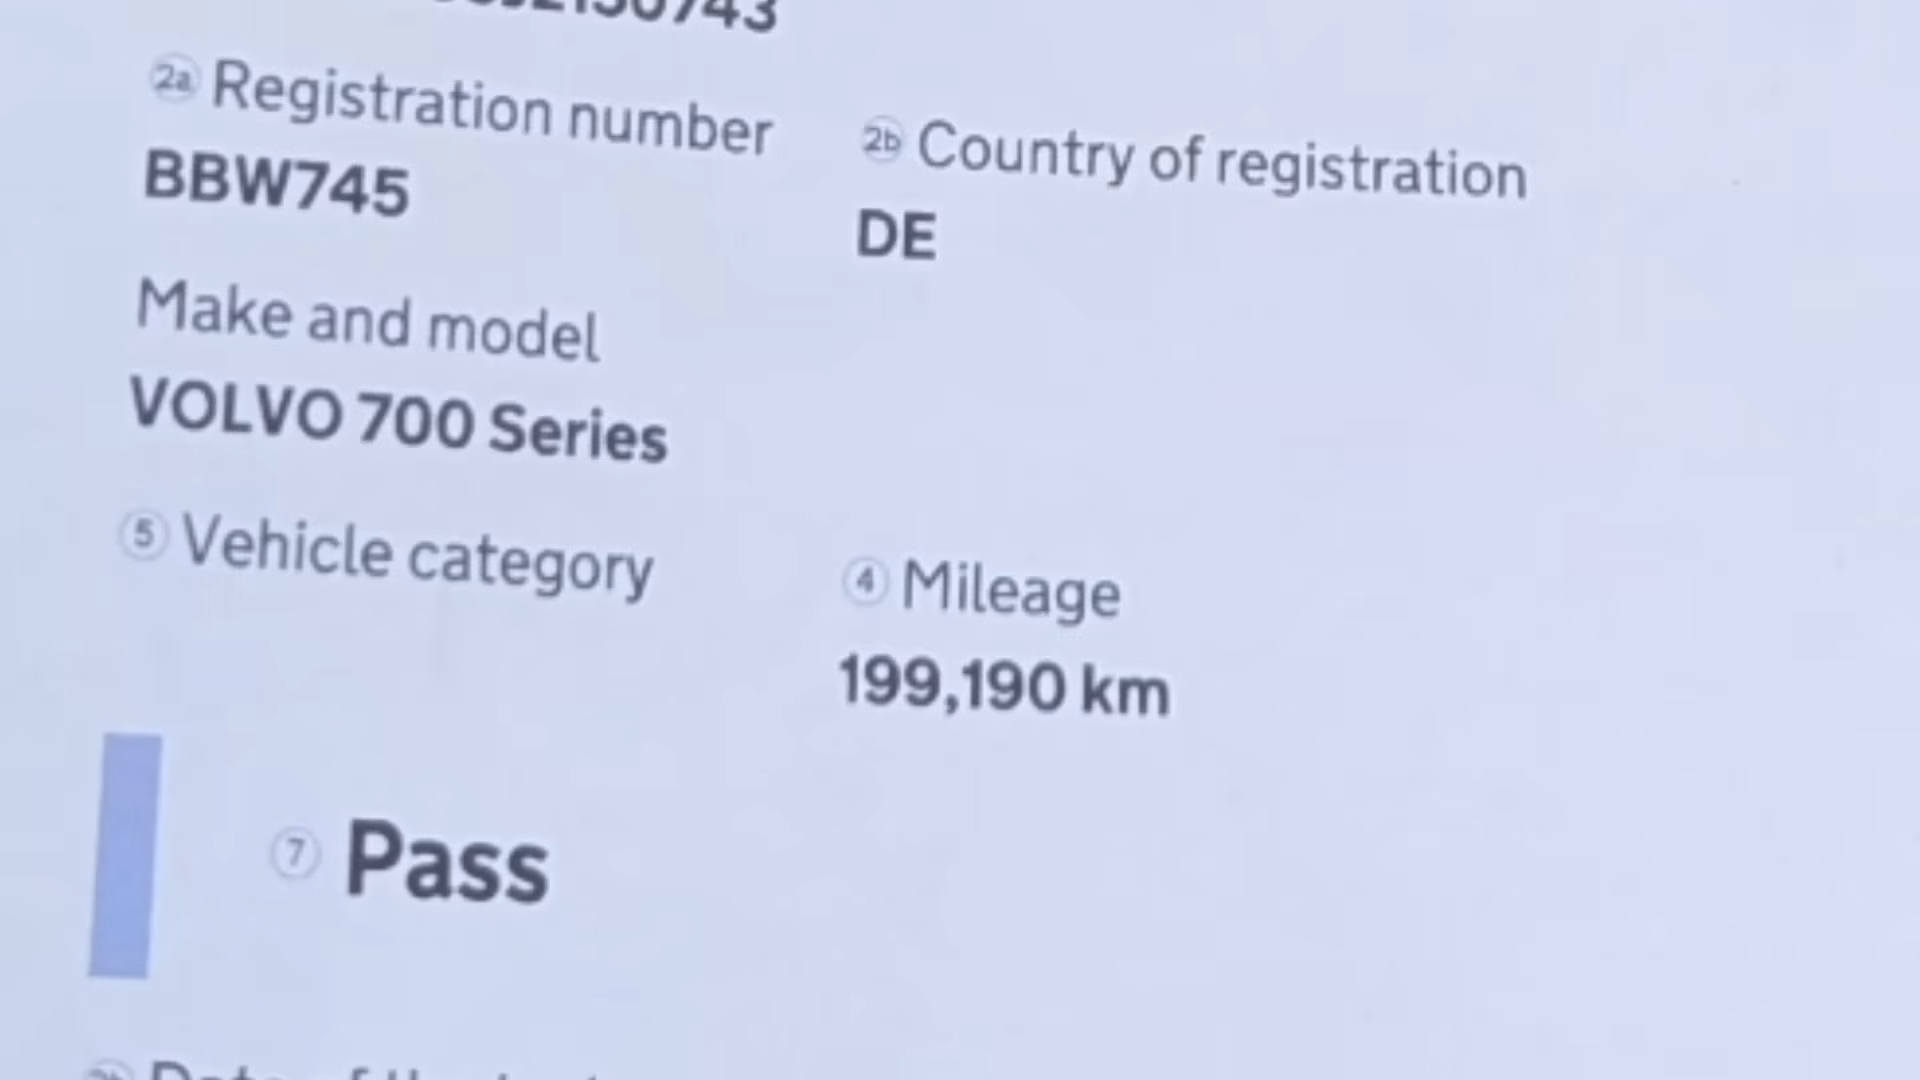 2a Registration number
BBW745
2b Country of registration
DE
Make and model
VOLVO 700 Series
5 Vehicle category
4 Mileage
199,190 km
7 Pass